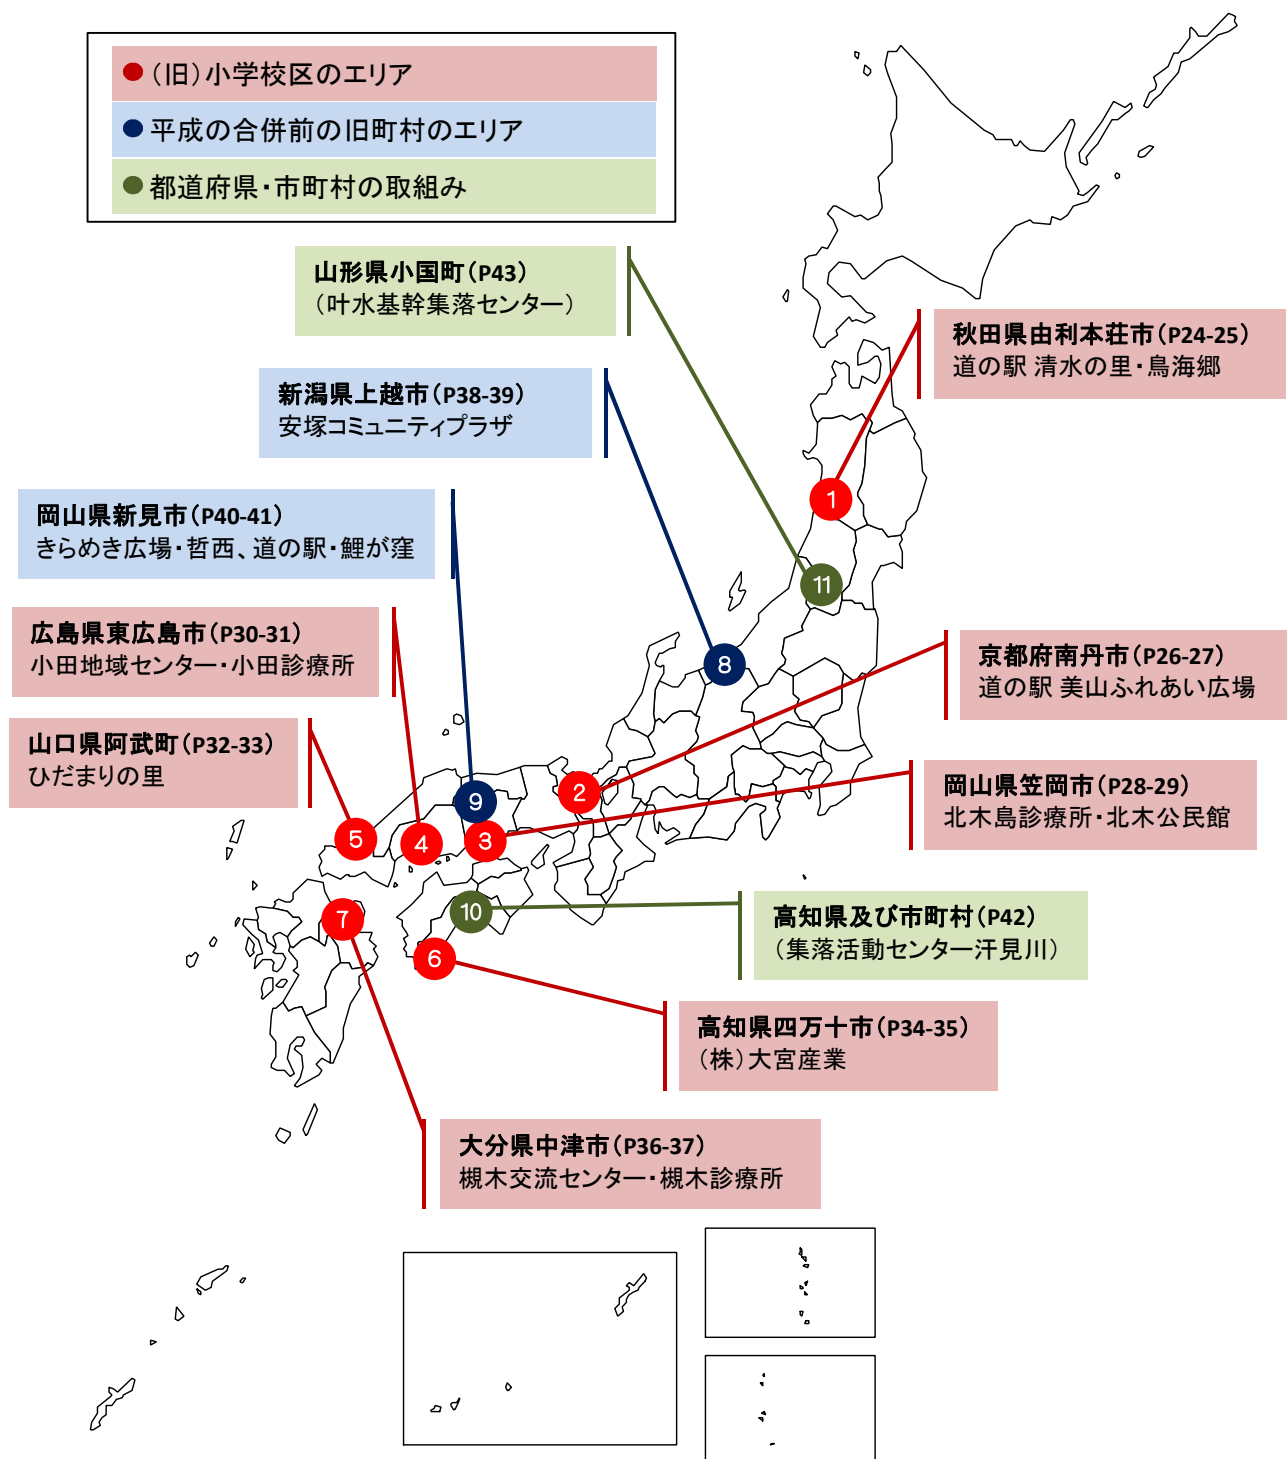 (旧)小学校区のエリア
平成の合併前の旧町村のエリア
都道府県・市町村の取組み
山形県小国町(P43)
(叶水基幹集落センター)
秋田県由利本荘市(P24-25)
道の駅 清水の里・鳥海郷
新潟県上越市(P38-39)
安塚コミュニティプラザ
岡山県新見市(P40-41)
きらめき広場・哲西、道の駅・鯉が窪
広島県東広島市(P30-31)
小田地域センター・小田診療所
京都府南丹市(P26-27)
道の駅 美山ふれあい広場
山口県阿武町(P32-33)
ひだまりの里
岡山県笠岡市(P28-29)
北木島診療所・北木公民館
高知県及び市町村(P42)
(集落活動センター汗見川)
高知県四万十市(P34-35)
(株)大宮産業
大分県中津市(P36-37)
槻木交流センター・槻木診療所
1
11
8
2
9
3
4
5
10
7
6